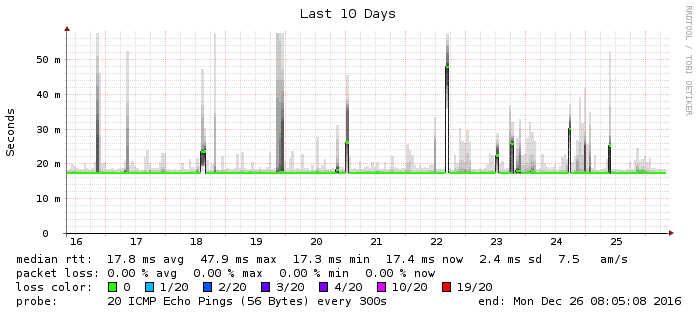 Last 10 Days
RRDTOOL / TOBI OETIKER
Seconds
50 m
40 m
30 m
20 m
10 m
0
16 17 18 19 20 21 22 23 24 25
median rtt: 17.8 ms avg 47.9 ms max 17.3 ms min 17.4 ms now 2.4 ms sd 7.5 am/s
packet loss: 0.00 % avg 0.00 % max 0.00 % min 0.00 % now
loss color: 0 1/20 2/20 3/20 4/20 10/20 19/20
probe: 20 ICMP Echo Pings (56 Bytes) every 300s end: Mon Dec 26 08:05:08 2016